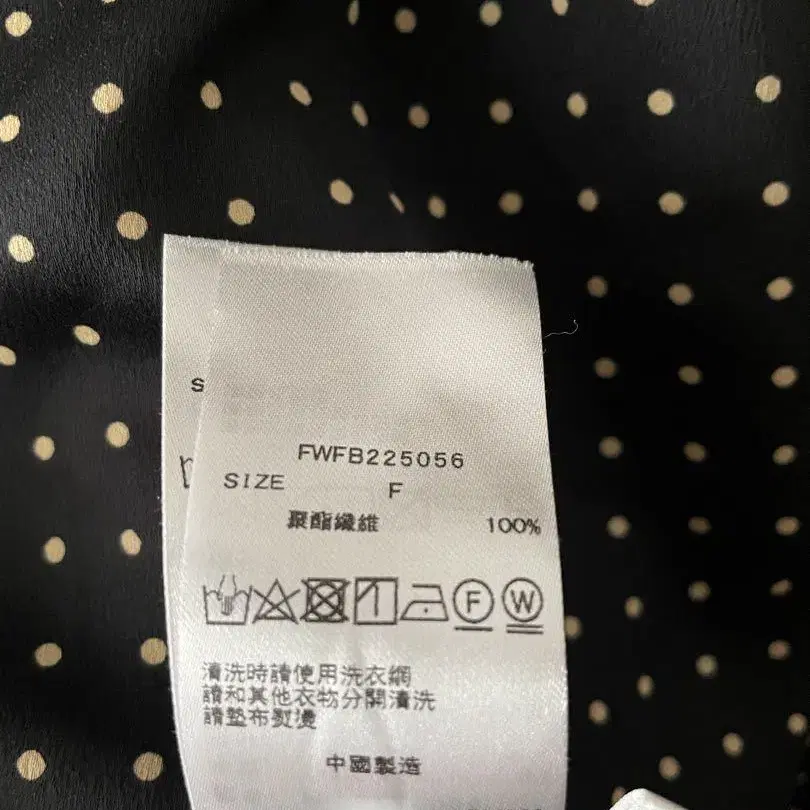 FWFB225056
SIZE F
聚酯纖維 100%
F W
清洗時請使用洗衣網
請和其他衣物分開清洗
請墊布熨燙
中國製造